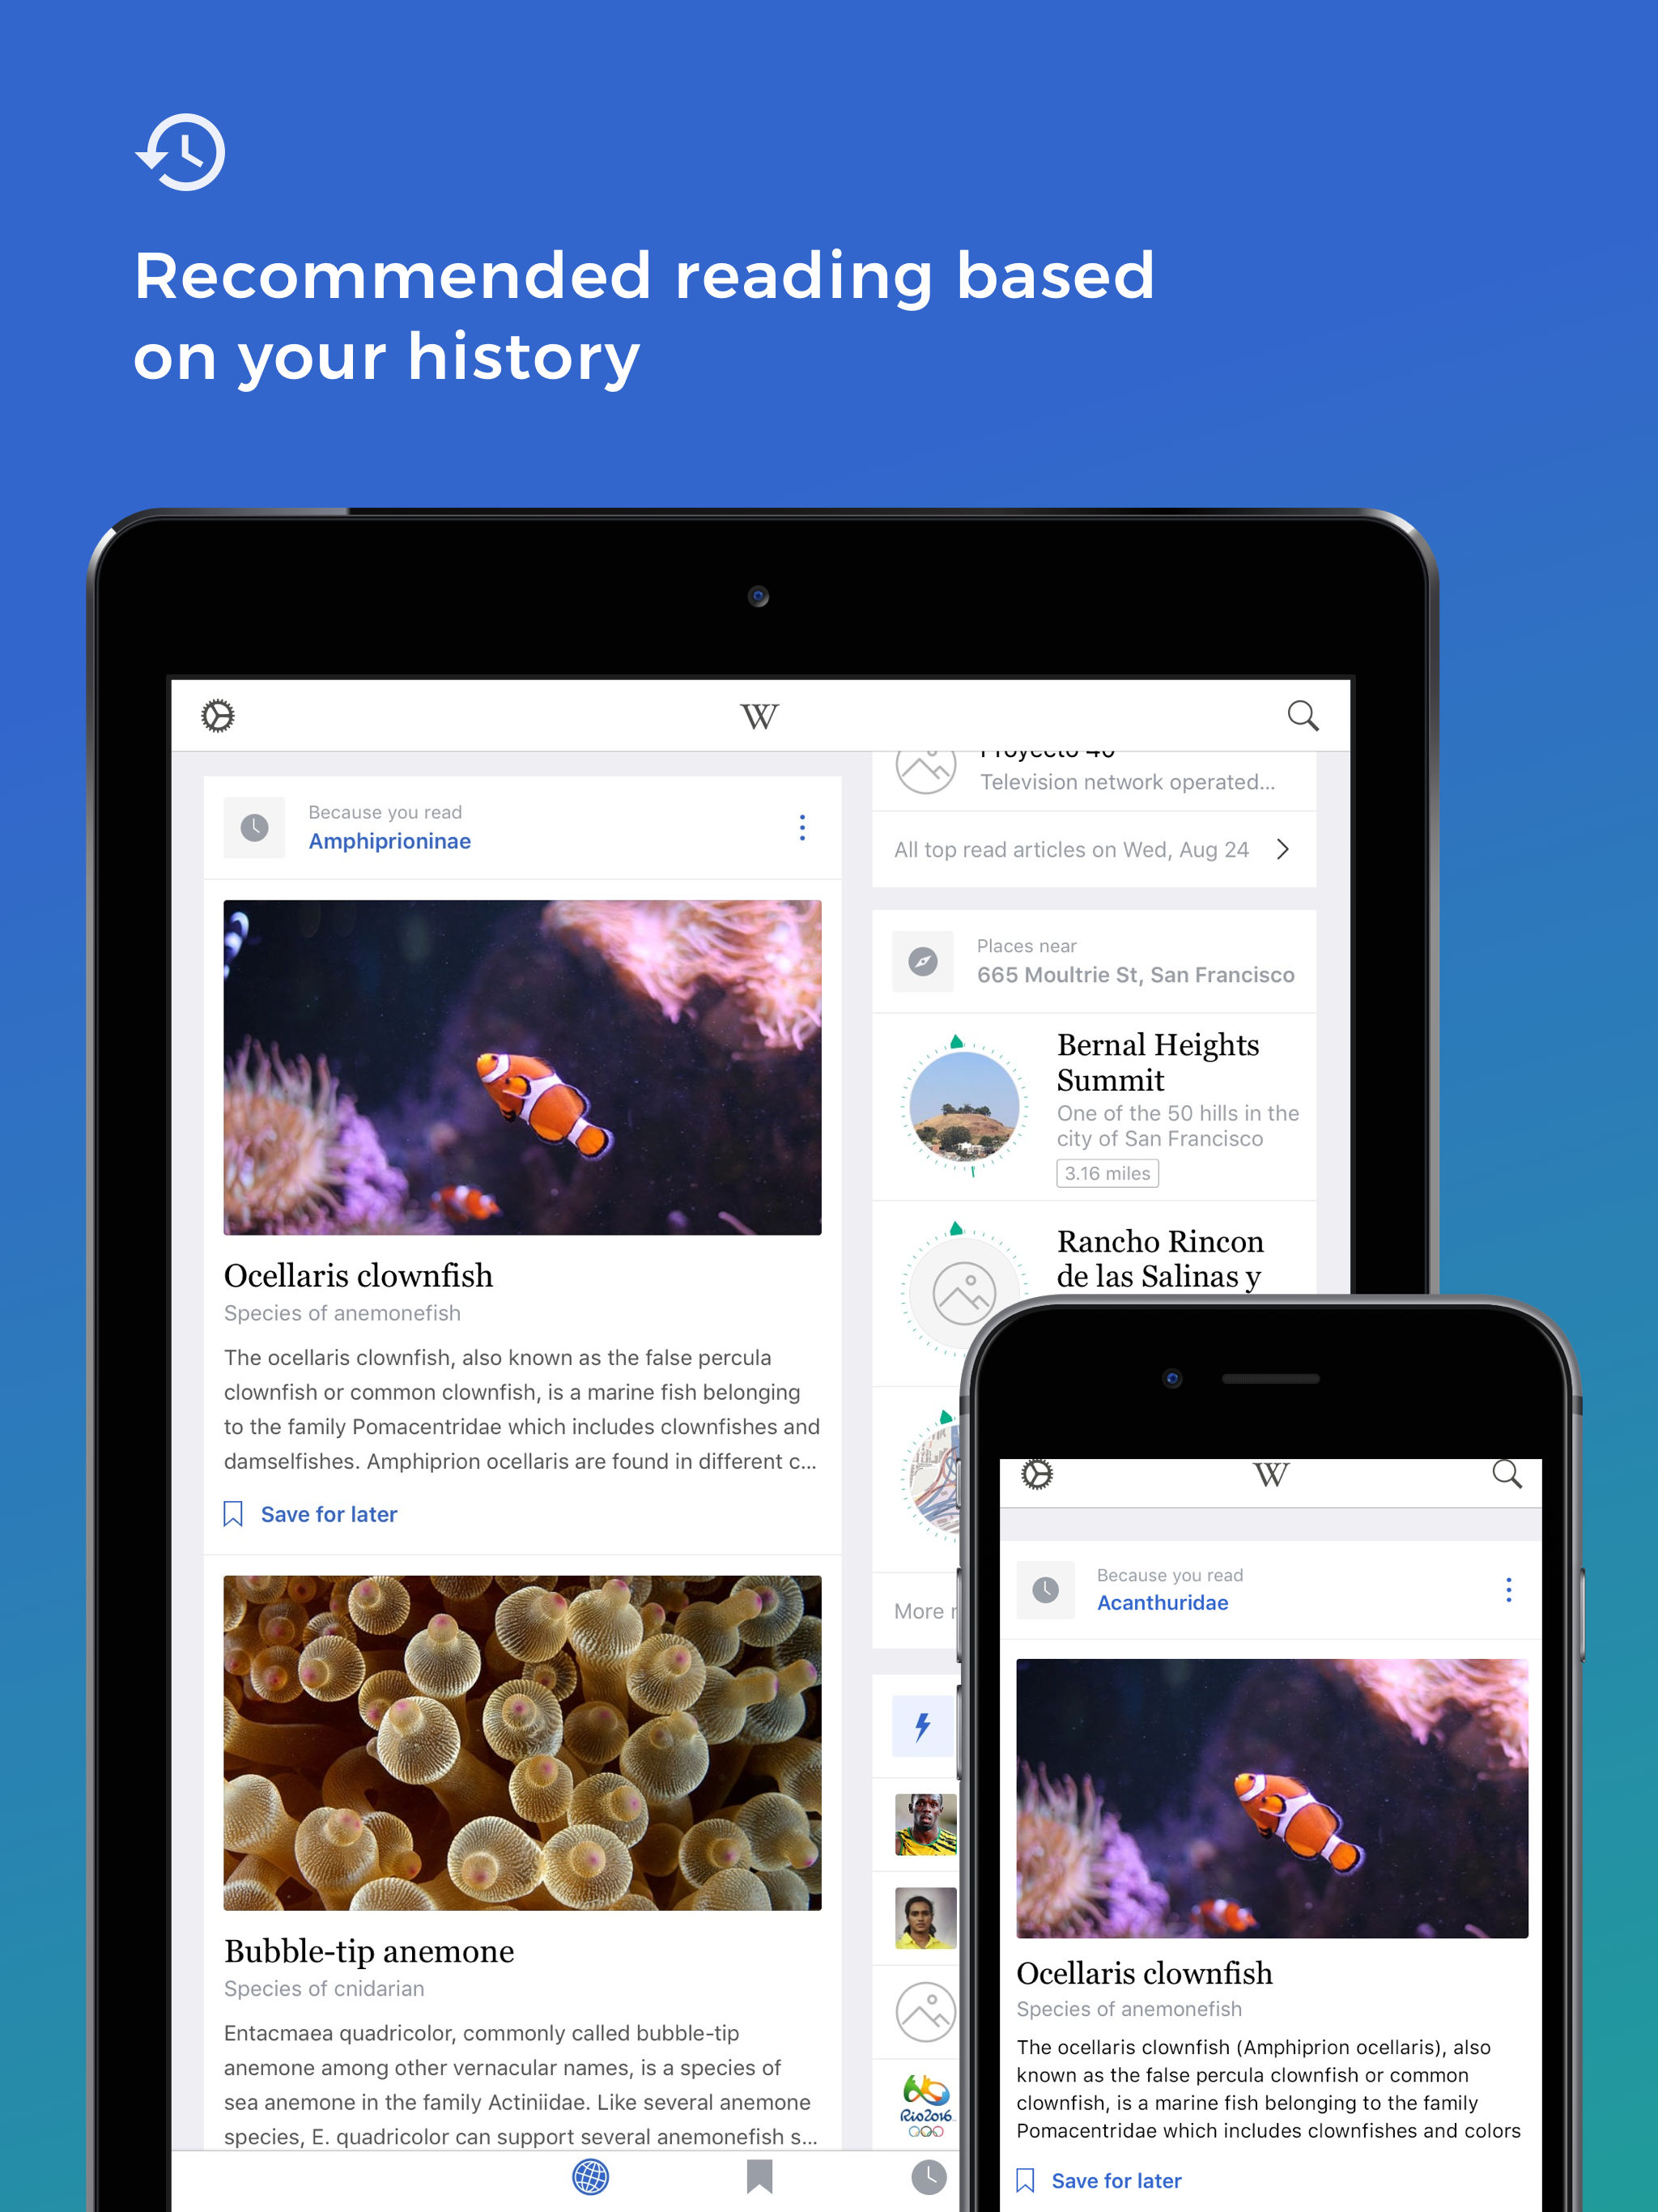 Recommended reading based
on your history
W
Because you read
Amphiprioninae
Ocellaris clownfish
Species of anemonefish
The ocellaris clownfish, also known as the false percula
clownfish or common clownfish, is a marine fish belonging
to the family Pomacentridae which includes clownfishes and
damselfishes. Amphiprion ocellaris are found in different c...
Save for later
Bubble-tip anemone
Species of cnidarian
Entacmaea quadricolor, commonly called bubble-tip
anemone among other vernacular names, is a species of
sea anemone in the family Actiniidae. Like several anemone
species, E. quadricolor can support several anemonefish s...
Proyecto 40
Television network operated...
All top read articles on Wed, Aug 24
Places near
665 Moultrie St, San Francisco
Bernal Heights
Summit
One of the 50 hills in the
city of San Francisco
3.16 miles
Rancho Rincon
de las Salinas y
More
Rio2016
W
Because you read
Acanthuridae
Ocellaris clownfish
Species of anemonefish
The ocellaris clownfish (Amphiprion ocellaris), also
known as the false percula clownfish or common
clownfish, is a marine fish belonging to the family
Pomacentridae which includes clownfishes and colors
Save for later